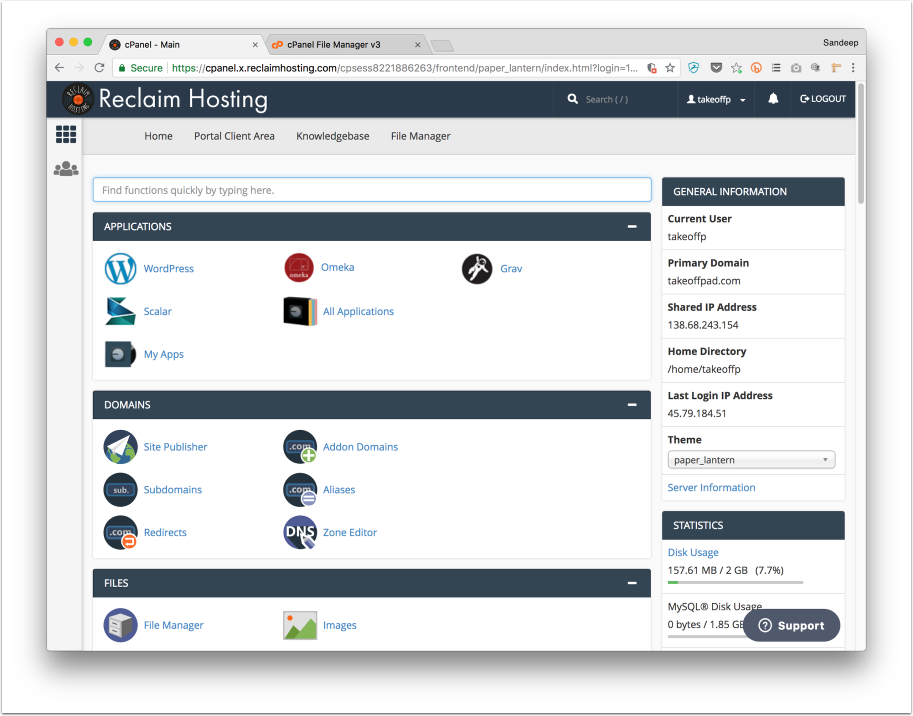 cPanel - Main
cPanel File Manager v3
Sandeep
Secure https://cpanel.x.reclaimhosting.com/cpsess8221886263/frontend/paper_lantern/index.html?login=1...
RECLAIM HOSTING
Reclaim Hosting
Search ( / )
takeoffp
LOGOUT
Home Portal Client Area Knowledgebase File Manager
Find functions quickly by typing here.
APPLICATIONS
WordPress
omeka
Omeka
Grav
Scalar
All Applications
My Apps
DOMAINS
Site Publisher
.com
Addon Domains
sub.
Subdomains
.com
Aliases
.com
Redirects
DNS
Zone Editor
FILES
File Manager
Images
GENERAL INFORMATION
Current User
takeoffp
Primary Domain
takeoffpad.com
Shared IP Address
138.68.243.154
Home Directory
/home/takeoffp
Last Login IP Address
45.79.184.51
Theme
paper_lantern
Server Information
STATISTICS
Disk Usage
157.61 MB / 2 GB (7.7%)
MySQL® Disk Usage
0 bytes / 1.85 GB
Support